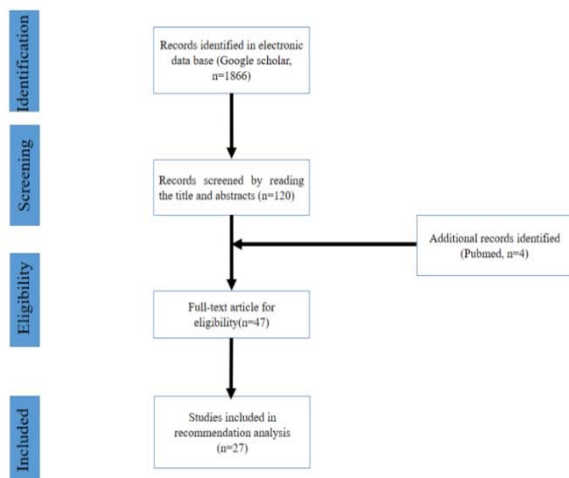 Identification
Records identified in electronic
data base (Google scholar,
n=1866)
Screening
Records screened by reading
the title and abstracts (n=120)
Additional records identified
(Pubmed, n=4)
Eligibility
Full-text article for
eligibility(n=47)
Included
Studies included in
recommendation analysis
(n=27)